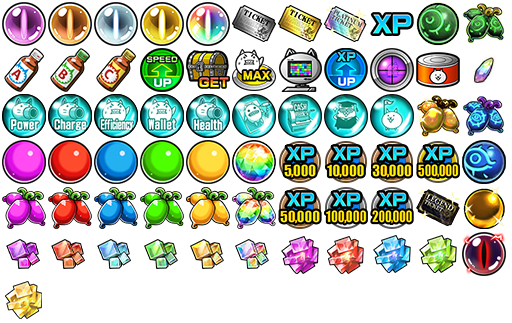 TICKET
TICKET
PLATINUM
TICKET
XP
A
B
C
SPEED
UP
GET
MAX
XP
UP
Power
Charge
Efficiency
Wallet
Health
CASH
XP
5,000
XP
10,000
XP
30,000
XP
500,000
XP
50,000
XP
100,000
XP
200,000
LEGEND
TICKET